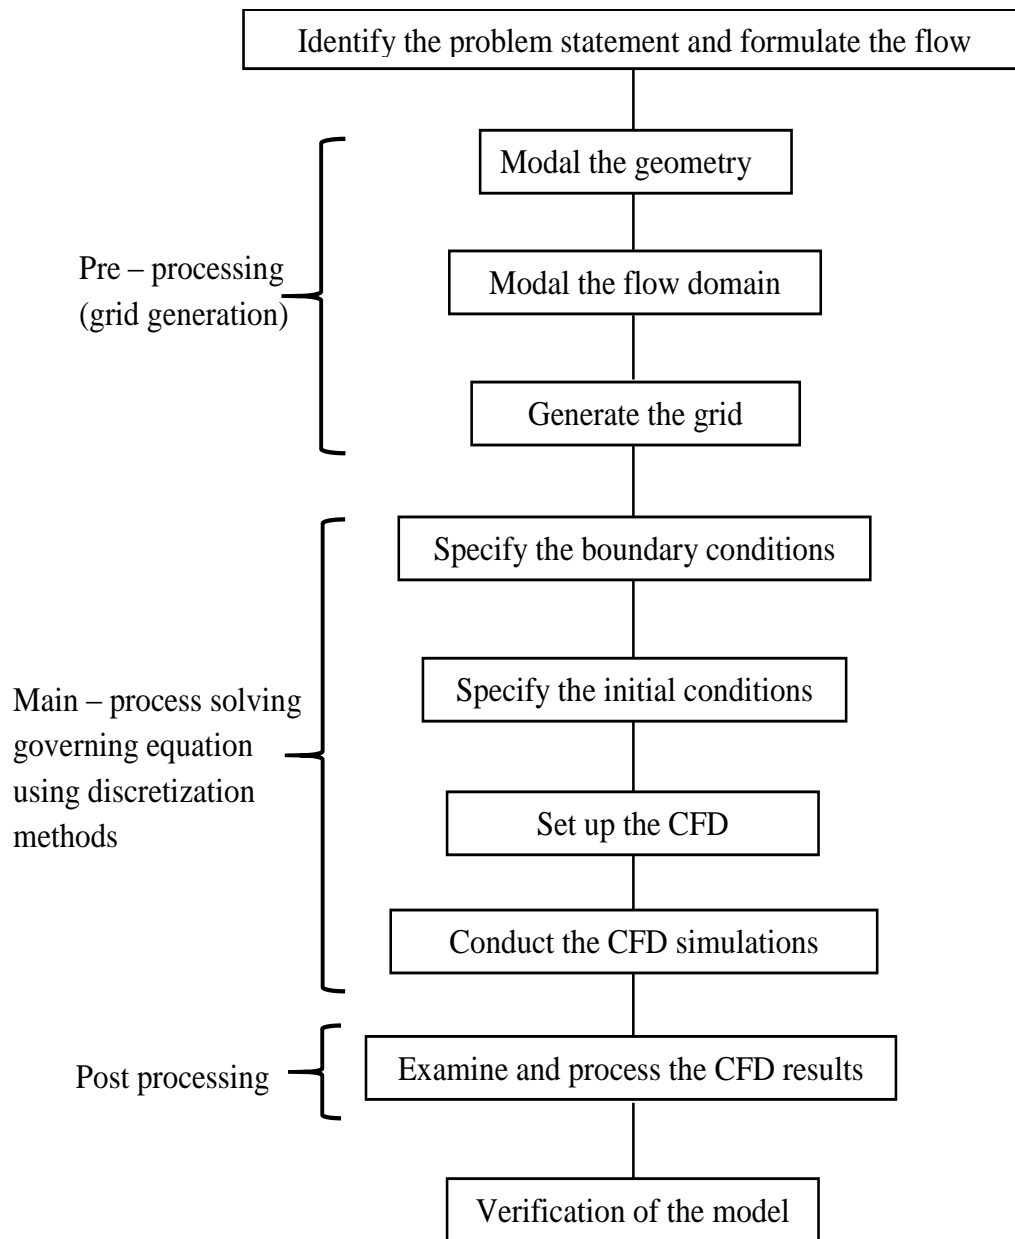 Identify the problem statement and formulate the flow
Modal the geometry
Pre – processing
(grid generation)
Modal the flow domain
Generate the grid
Specify the boundary conditions
Main – process solving
governing equation
using discretization
methods
Specify the initial conditions
Set up the CFD
Conduct the CFD simulations
Post processing
Examine and process the CFD results
Verification of the model